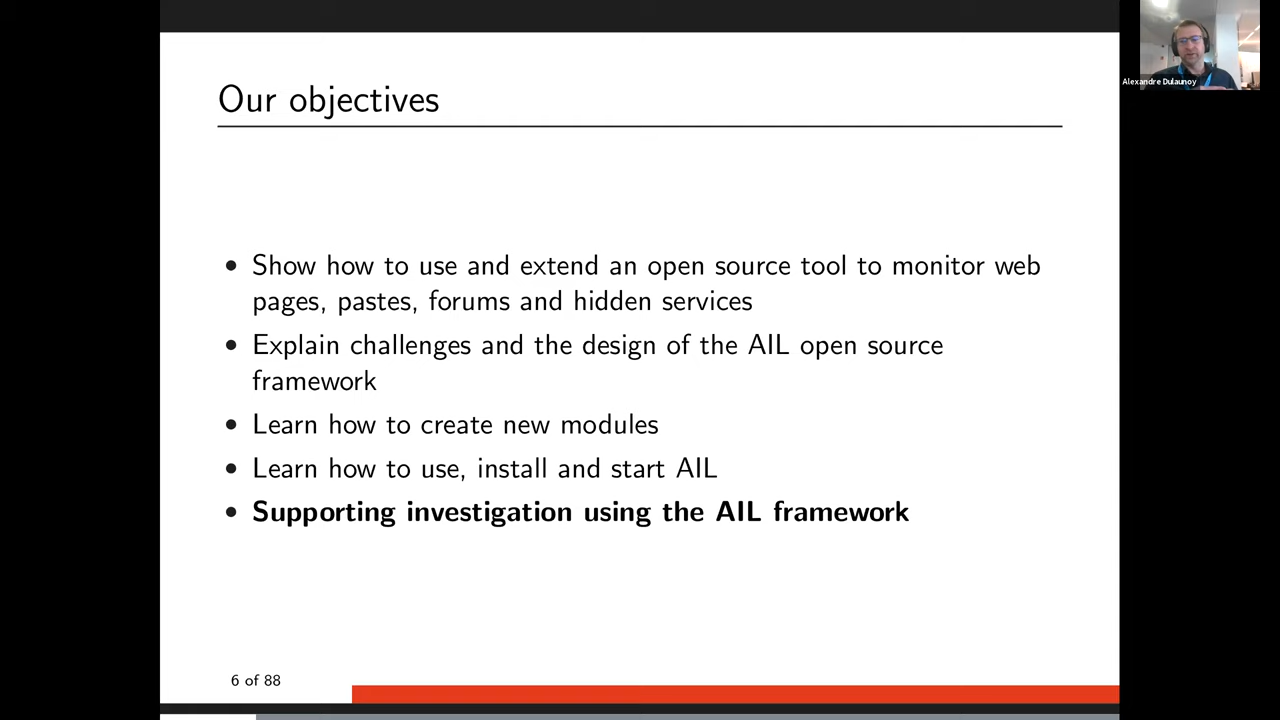 Our objectives
Alexandre Dulaunoy
• Show how to use and extend an open source tool to monitor web
pages, pastes, forums and hidden services
• Explain challenges and the design of the AIL open source
framework
• Learn how to create new modules
• Learn how to use, install and start AIL
• Supporting investigation using the AIL framework
6 of 88